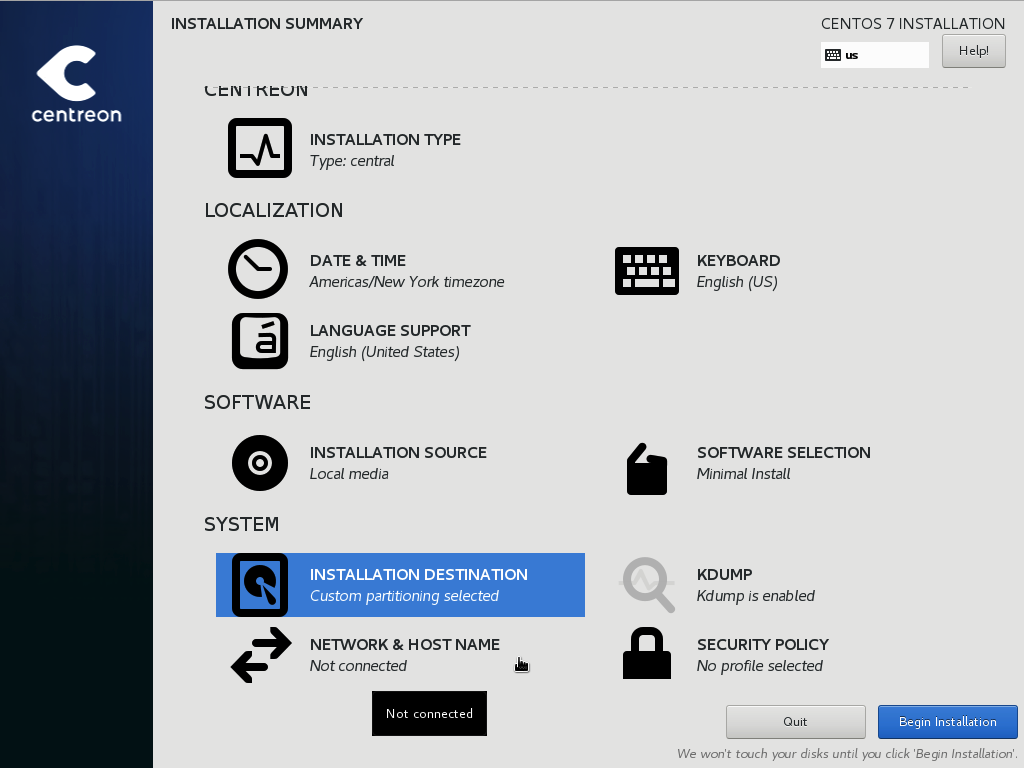 centreon
INSTALLATION SUMMARY
CENTOS 7 INSTALLATION
us
Help!
CENTREON
INSTALLATION TYPE
Type: central
LOCALIZATION
DATE & TIME
Americas/New York timezone
KEYBOARD
English (US)
LANGUAGE SUPPORT
English (United States)
SOFTWARE
INSTALLATION SOURCE
Local media
SOFTWARE SELECTION
Minimal Install
SYSTEM
INSTALLATION DESTINATION
Custom partitioning selected
KDUMP
Kdump is enabled
NETWORK & HOST NAME
Not connected
SECURITY POLICY
No profile selected
Not connected
Quit
Begin Installation
We won't touch your disks until you click 'Begin Installation'.